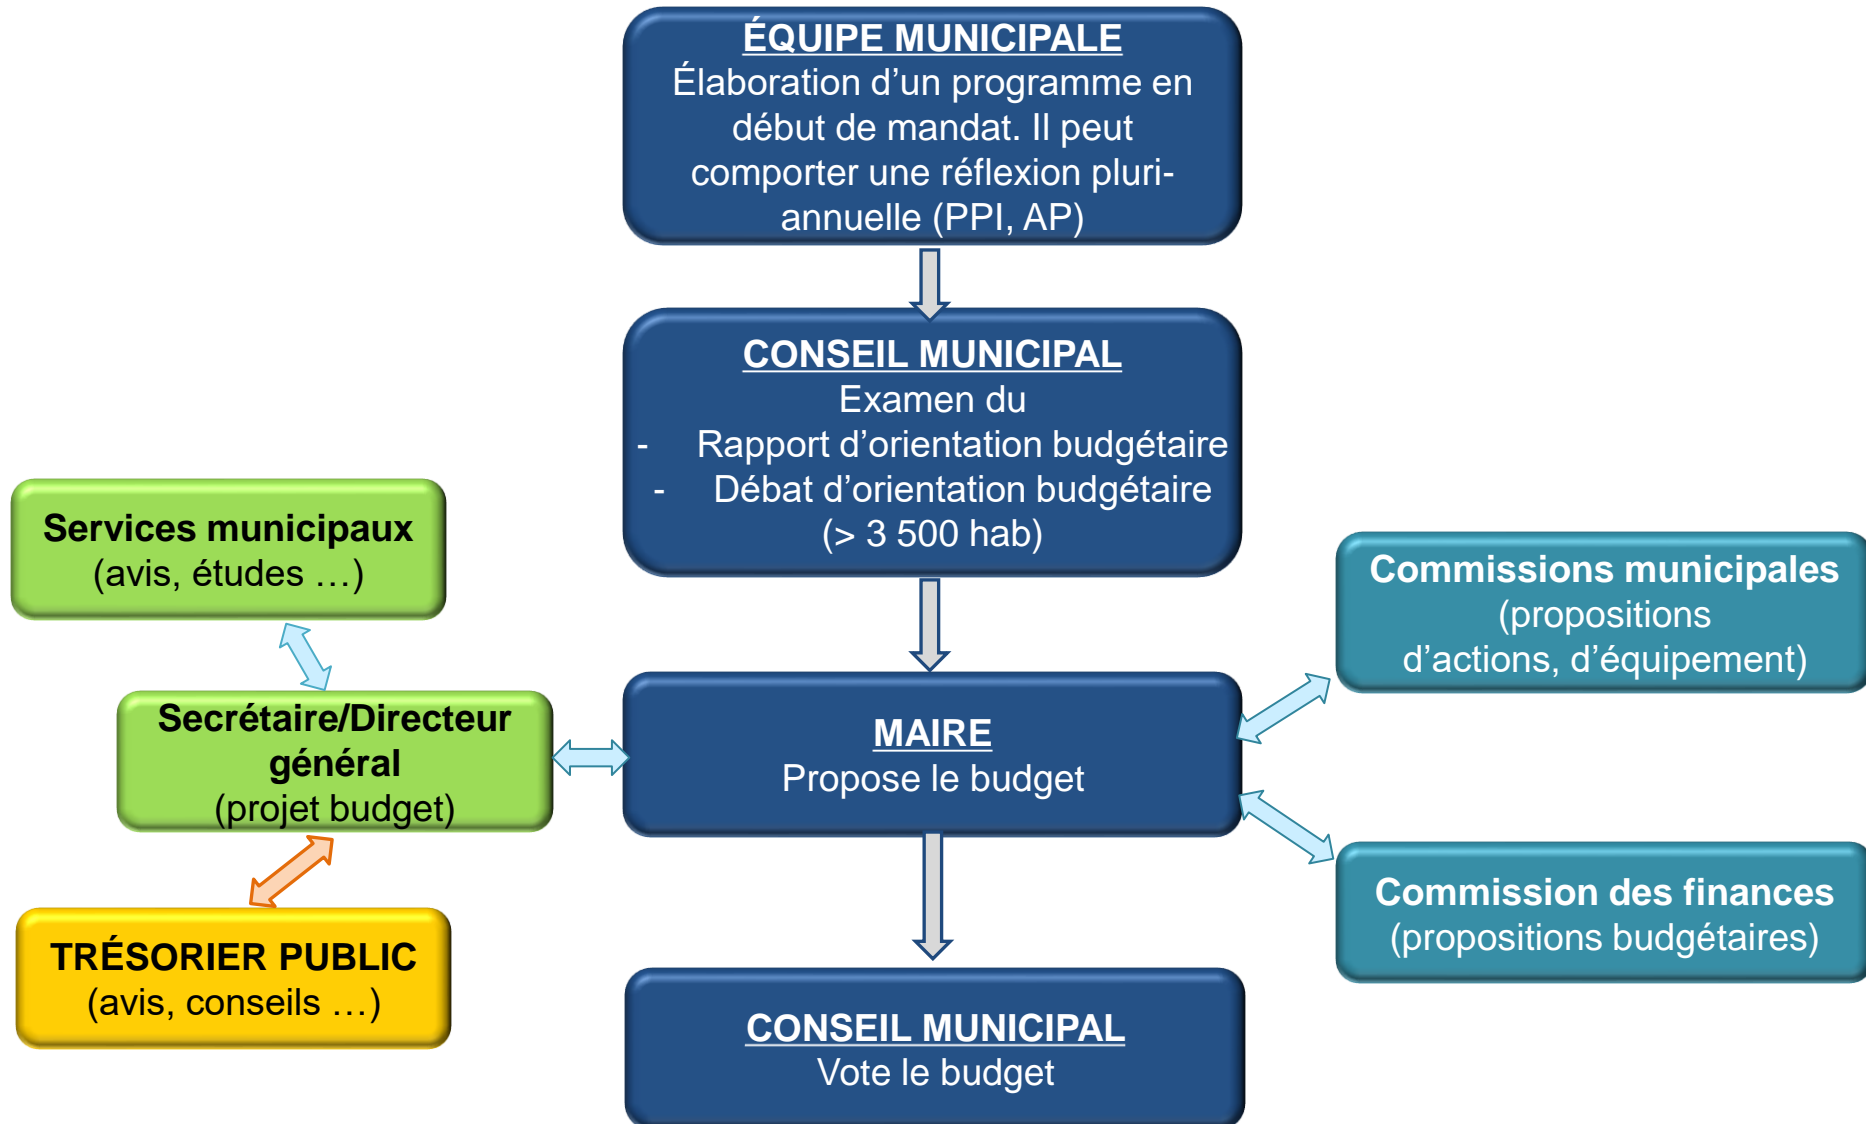 ÉQUIPE MUNICIPALE
Élaboration d’un programme en
début de mandat. Il peut
comporter une réflexion pluri-
annuelle (PPI, AP)
CONSEIL MUNICIPAL
Examen du
- Rapport d’orientation budgétaire
- Débat d’orientation budgétaire
(> 3 500 hab)
Services municipaux
(avis, études …)
Commissions municipales
(propositions
d’actions, d’équipement)
Secrétaire/Directeur
général
(projet budget)
MAIRE
Propose le budget
Commission des finances
(propositions budgétaires)
TRÉSORIER PUBLIC
(avis, conseils …)
CONSEIL MUNICIPAL
Vote le budget